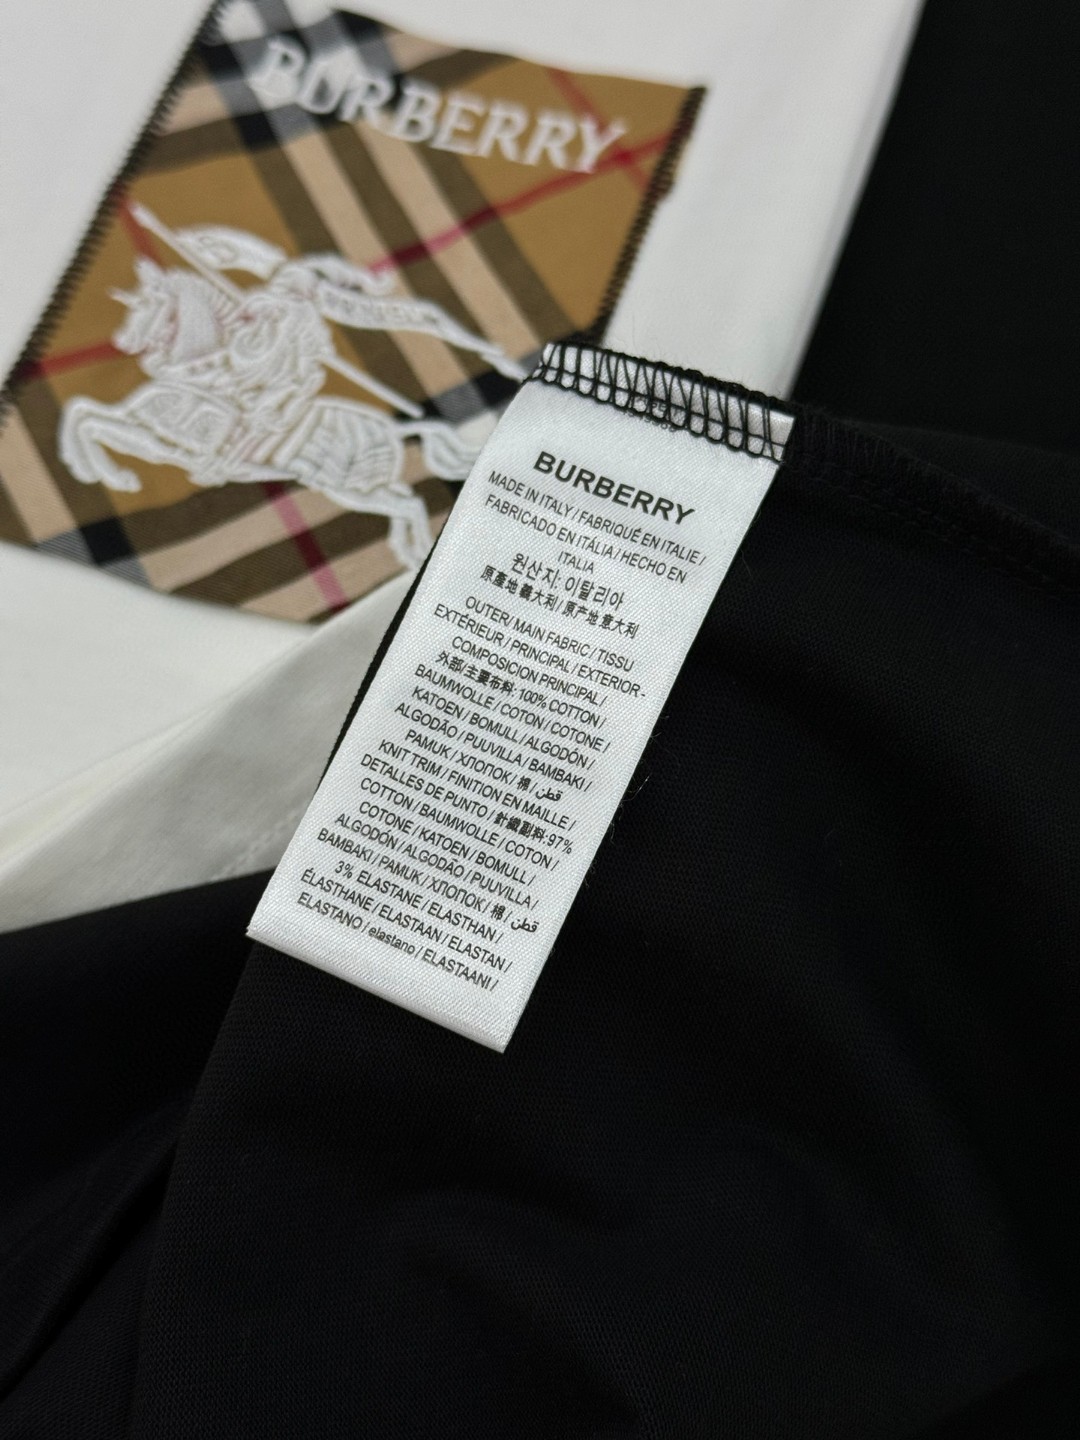 BURBERRY
BURBERRY
MADE IN ITALY / FABRIQUÉ EN ITALIE /
FABRICADO EN ITÁLIA / HECHO EN
ITALIA
원산지: 이탈리아
原產地 義大利 / 原产地 意大利
OUTER/ MAIN FABRIC / TISSU
EXTÉRIEUR / PRINCIPAL / EXTERIOR-
COMPOSICION PRINCIPAL /
外部/主要布料: 100% COTTON /
BAUMWOLLE / COTON / COTONE /
KATOEN / BOMULL / ALGODÓN /
ALGODÃO / PUUVILLA / BAMBAKI /
PAMUK / ХЛОПОК / 棉 / قطن
KNIT TRIM / FINITION EN MAILLE /
DETALLES DE PUNTO / 針織副料: 97%
COTTON / BAUMWOLLE / COTON /
COTONE / KATOEN / BOMULL /
ALGODÓN / ALGODÃO / PUUVILLA /
BAMBAKI / PAMUK / ХЛОПОК / 棉 / قطن
3% ELASTANE / ELASTHAN /
ÉLASTHANE / ELASTAAN / ELASTAN /
ELASTANO / elastano / ELASTAANI /